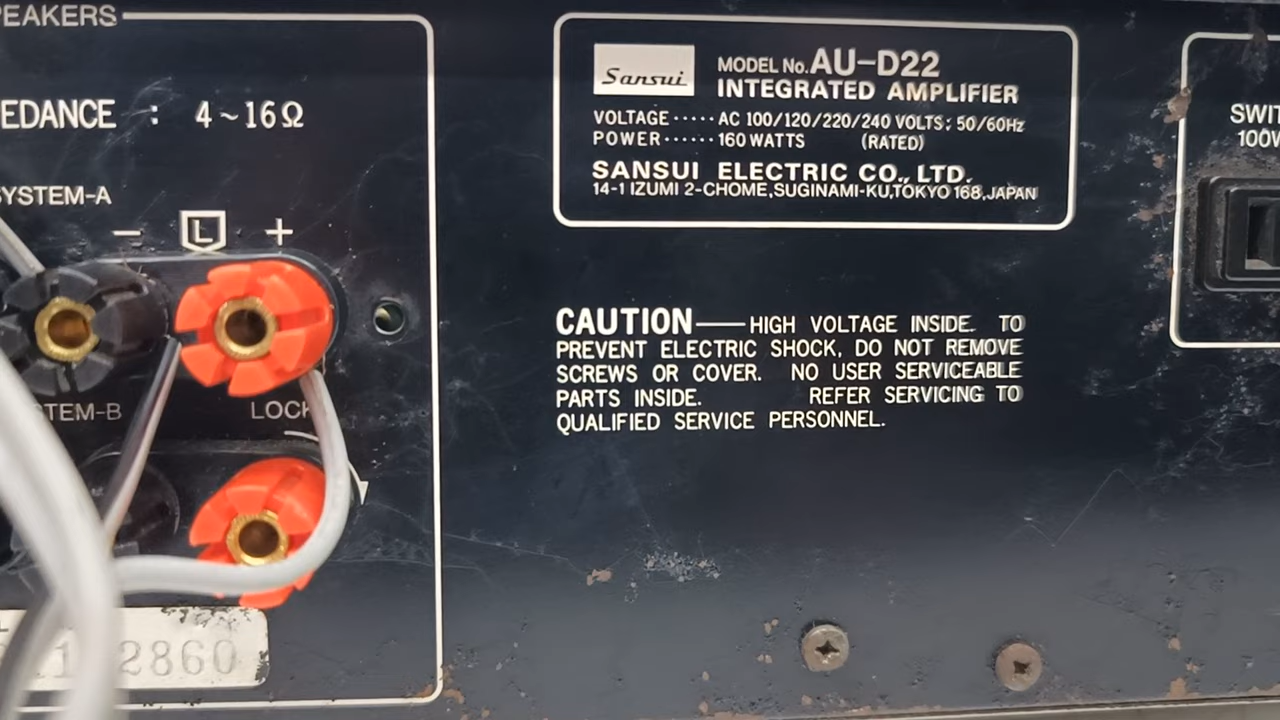 SPEAKERS
EDANCE : 4~16Ω
SYSTEM-A
- L +
STEM-B LOCK
2860
Sansui
MODEL No. AU-D22
INTEGRATED AMPLIFIER
VOLTAGE ····· AC 100/120/220/240 VOLTS; 50/60Hz
POWER ······ 160 WATTS (RATED)
SANSUI ELECTRIC CO., LTD.
14-1 IZUMI 2-CHOME, SUGINAMI-KU, TOKYO 168, JAPAN
CAUTION — HIGH VOLTAGE INSIDE. TO
PREVENT ELECTRIC SHOCK, DO NOT REMOVE
SCREWS OR COVER. NO USER SERVICEABLE
PARTS INSIDE. REFER SERVICING TO
QUALIFIED SERVICE PERSONNEL.
SWIT
100W